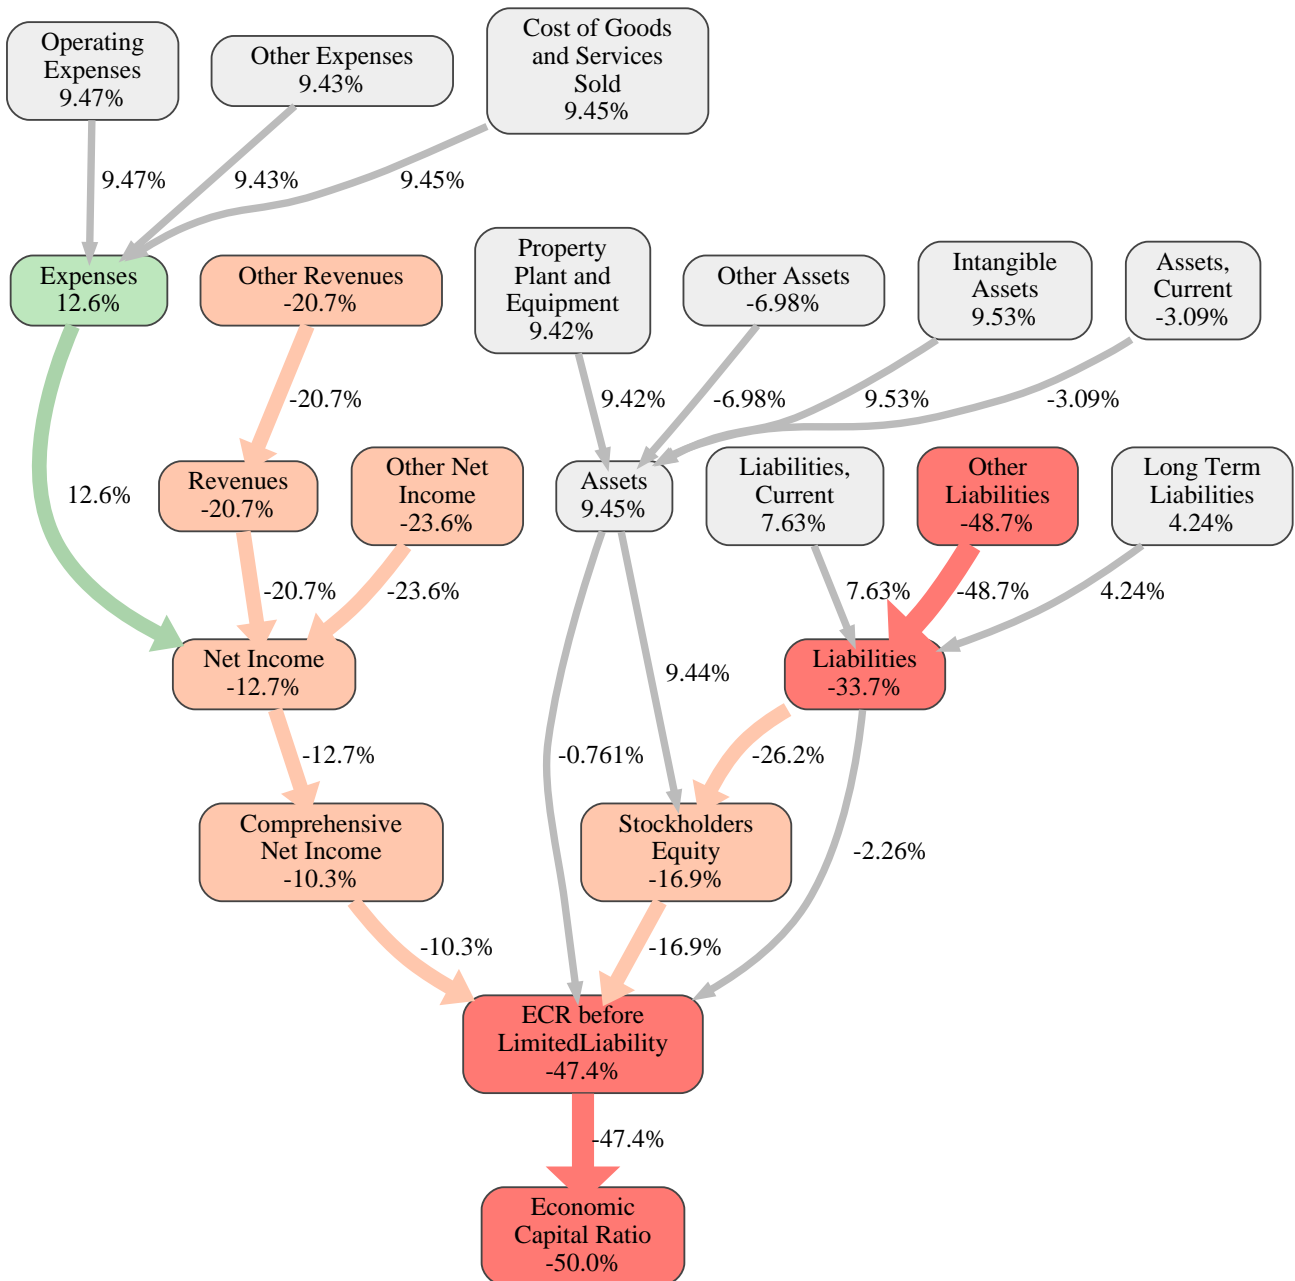 Operating
Expenses
9.47%
Other Expenses
9.43%
Cost of Goods
and Services
Sold
9.45%
9.47%
9.43%
9.45%
Expenses
12.6%
Other Revenues
-20.7%
Property
Plant and
Equipment
9.42%
Other Assets
-6.98%
Intangible
Assets
9.53%
Assets,
Current
-3.09%
-20.7%
9.42%
-6.98%
9.53%
-3.09%
12.6%
Revenues
-20.7%
Other Net
Income
-23.6%
Assets
9.45%
Liabilities,
Current
7.63%
Other
Liabilities
-48.7%
Long Term
Liabilities
4.24%
-20.7%
-23.6%
7.63%
-48.7%
4.24%
Net Income
-12.7%
9.44%
Liabilities
-33.7%
-12.7%
-0.761%
-26.2%
Comprehensive
Net Income
-10.3%
Stockholders
Equity
-16.9%
-2.26%
-10.3%
-16.9%
ECR before
LimitedLiability
-47.4%
-47.4%
Economic
Capital Ratio
-50.0%